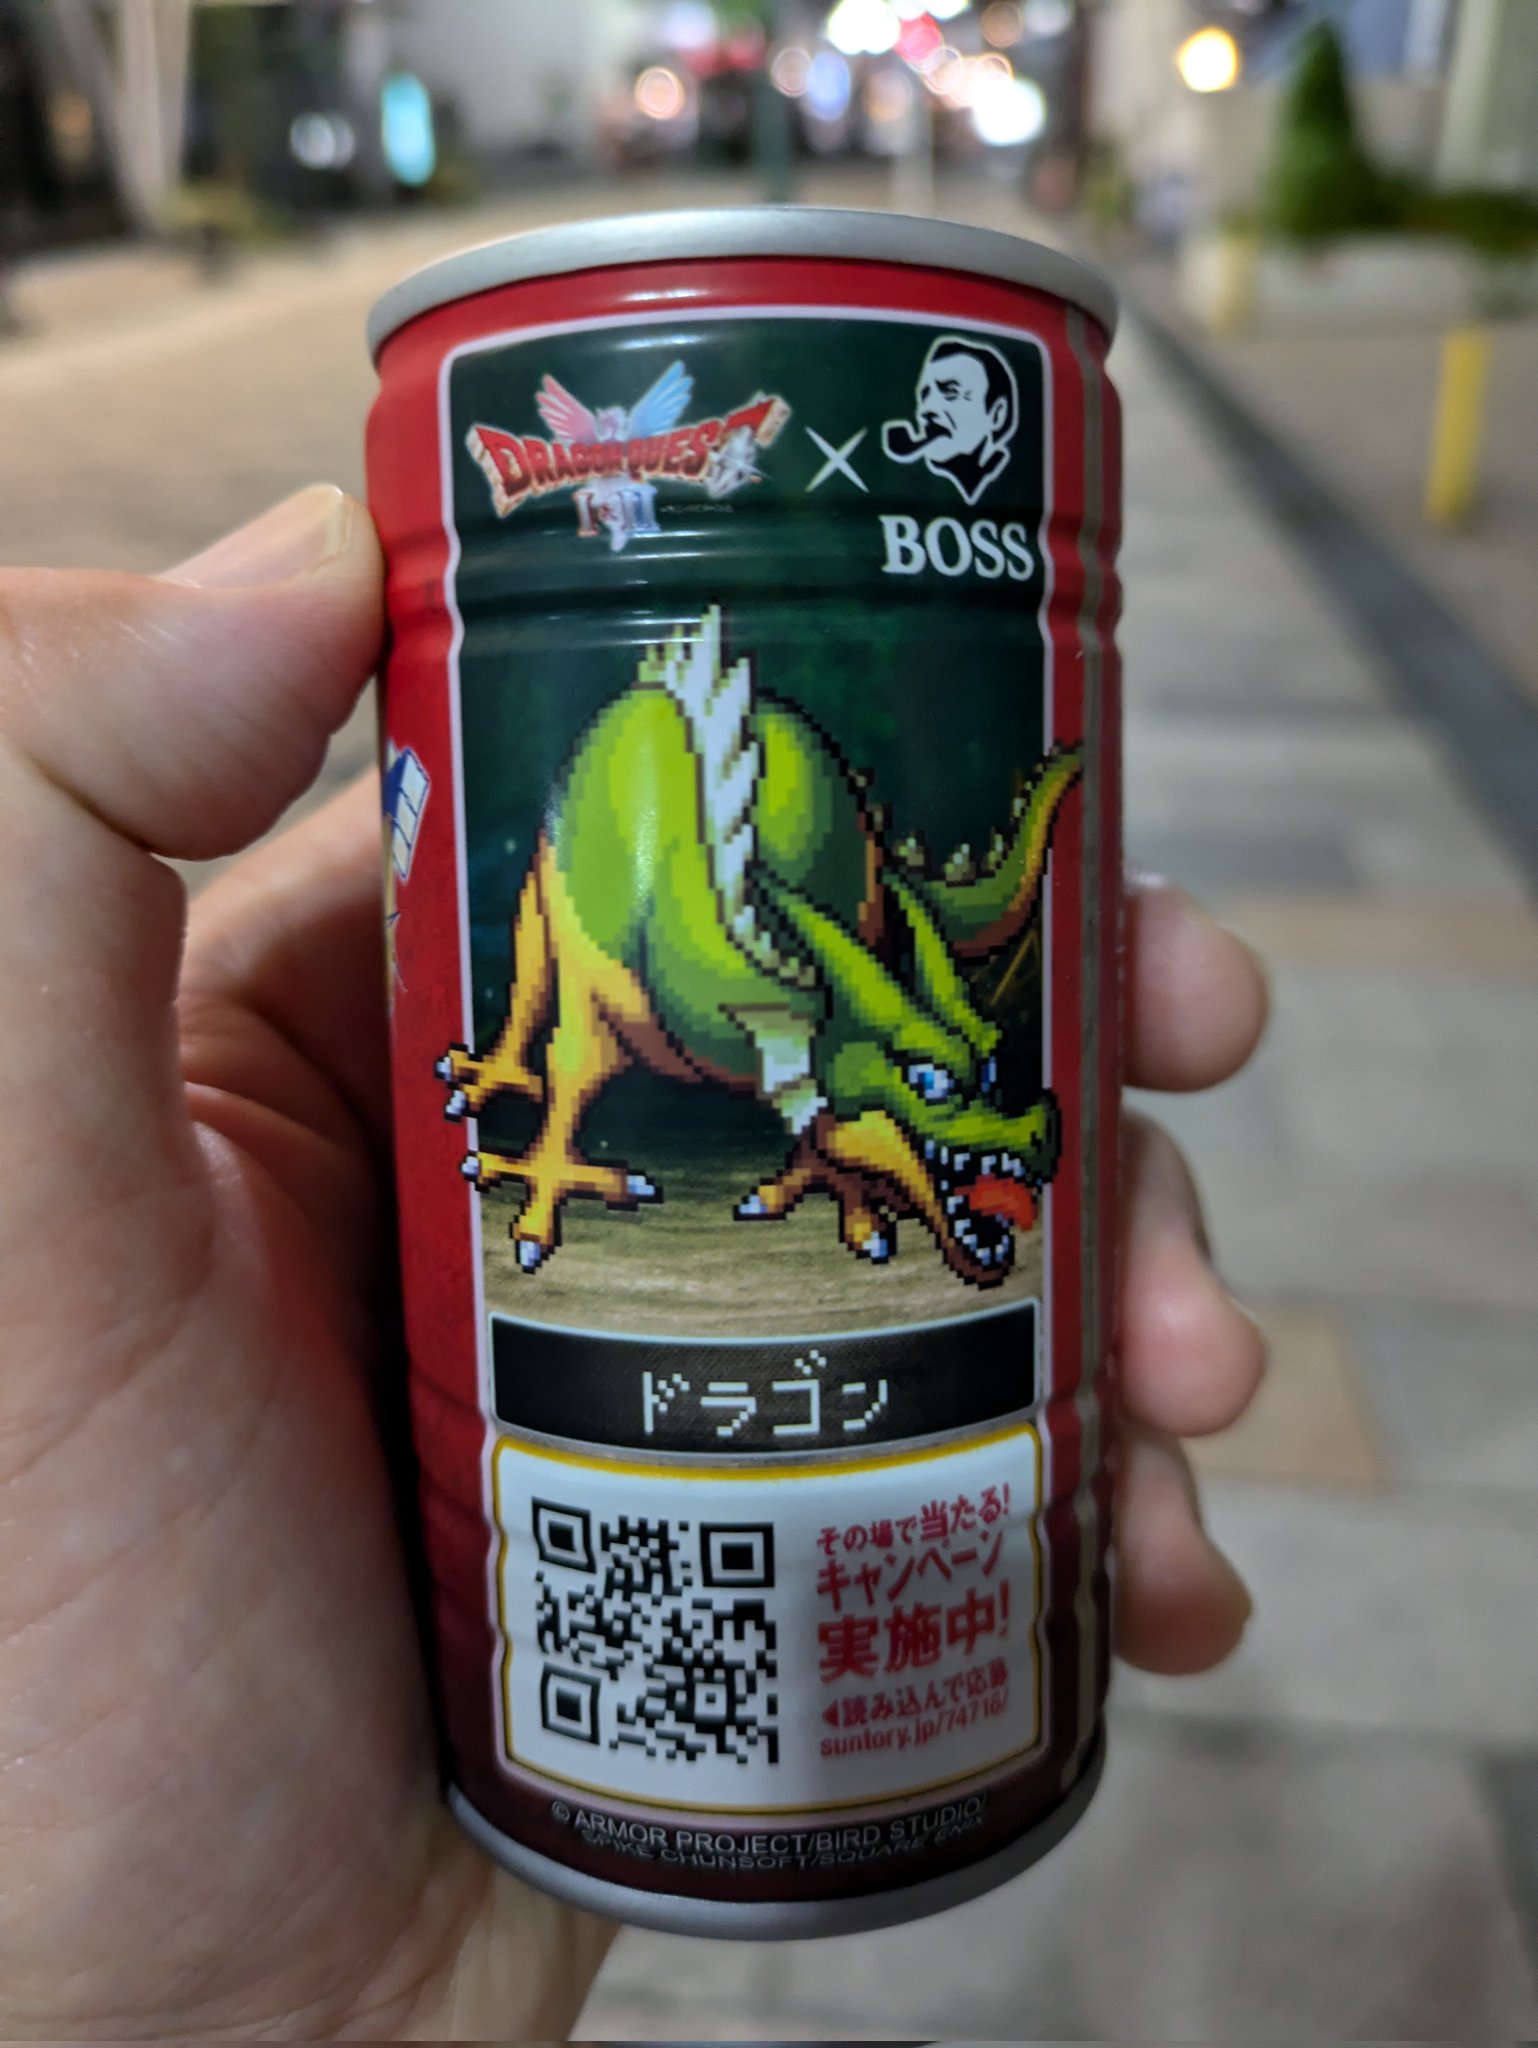 DRAGON QUEST
I&II
×
BOSS
ドラゴン
その場で当たる!
キャンペーン
実施中!
◀読み込んで応募
suntory.jp/74716/
© ARMOR PROJECT/BIRD STUDIO/
SPIKE CHUNSOFT/SQUARE ENIX